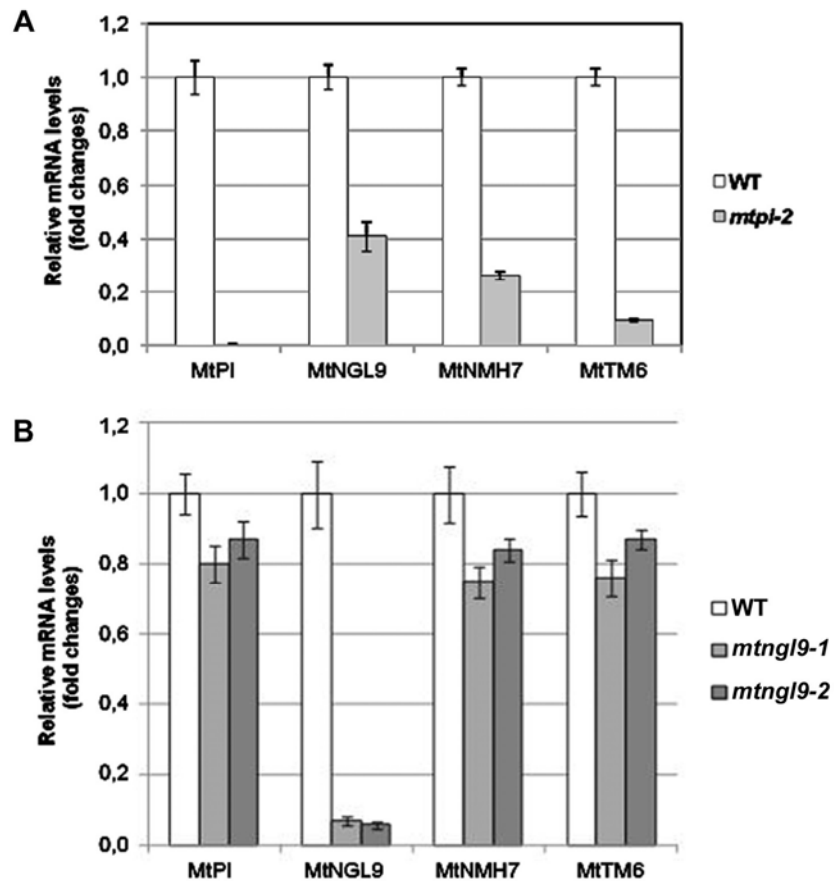 A
Relative mRNA levels
(fold changes)
1,2
1,0
0,8
0,6
0,4
0,2
0,0
MtPI
MtNGL9
MtNMH7
MtTM6
WT
mtpi-2
B
Relative mRNA levels
(fold changes)
1,2
1,0
0,8
0,6
0,4
0,2
0,0
MtPI
MtNGL9
MtNMH7
MtTM6
WT
mtngl9-1
mtngl9-2